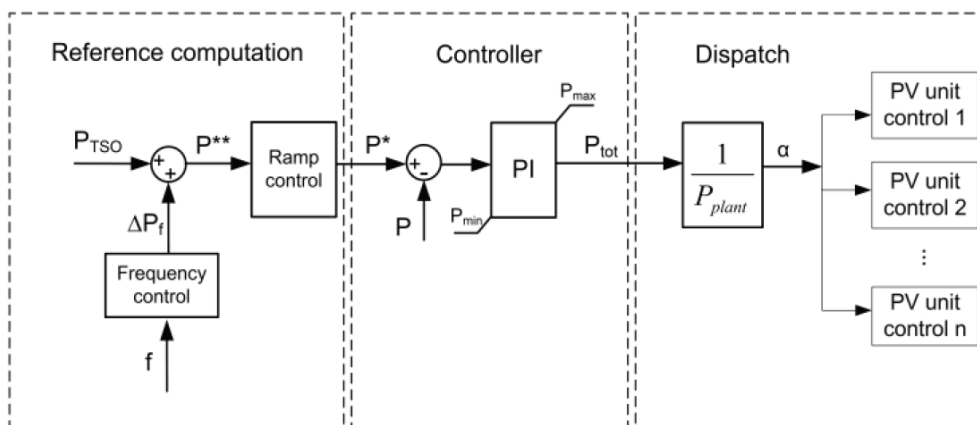 Reference computation
Controller
Dispatch
P_TSO
+
+
P**
Ramp
control
ΔP_f
Frequency
control
f
P*
+
-
P
P_max
PI
P_min
P_tot
1
P_plant
α
PV unit
control 1
PV unit
control 2
...
PV unit
control n